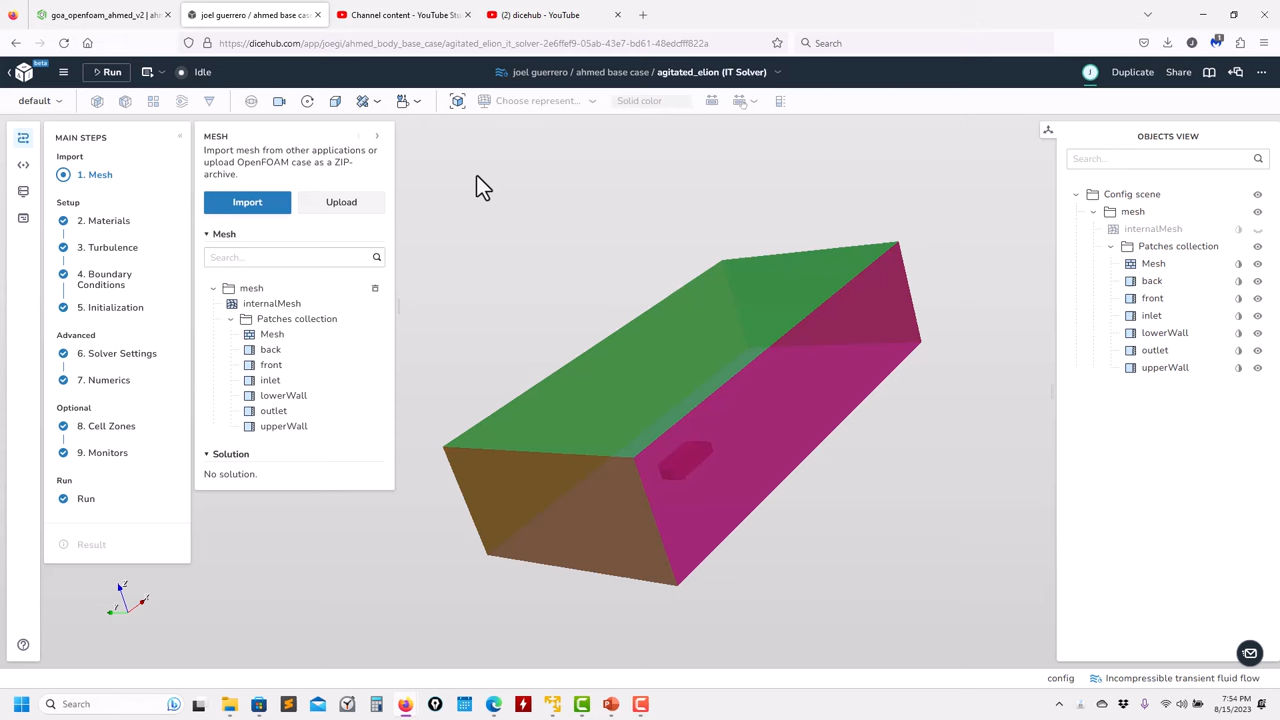 goa_openfoam_ahmed_v2 | ahm
joel guerrero / ahmed base cas
Channel content - YouTube Stu
(2) dicehub - YouTube
https://dicehub.com/app/joegi/ahmed_body_base_case/agitated_elion_it_solver-2e6ffef9-05ab-43e7-bd61-48edcfff822a
Search
beta
Run
Idle
joel guerrero / ahmed base case / agitated_elion (IT Solver)
J
Duplicate
Share
default
Choose represent...
Solid color
MAIN STEPS
Import
1. Mesh
Setup
2. Materials
3. Turbulence
4. Boundary
Conditions
5. Initialization
Advanced
6. Solver Settings
7. Numerics
Optional
8. Cell Zones
9. Monitors
Run
Run
Result
MESH
Import mesh from other applications or
upload OpenFOAM case as a ZIP-
archive.
Import
Upload
Mesh
Search...
mesh
internalMesh
Patches collection
Mesh
back
front
inlet
lowerWall
outlet
upperWall
Solution
No solution.
OBJECTS VIEW
Search...
Config scene
mesh
internalMesh
Patches collection
Mesh
back
front
inlet
lowerWall
outlet
upperWall
config
Incompressible transient fluid flow
Search
5:54 PM
8/15/2023